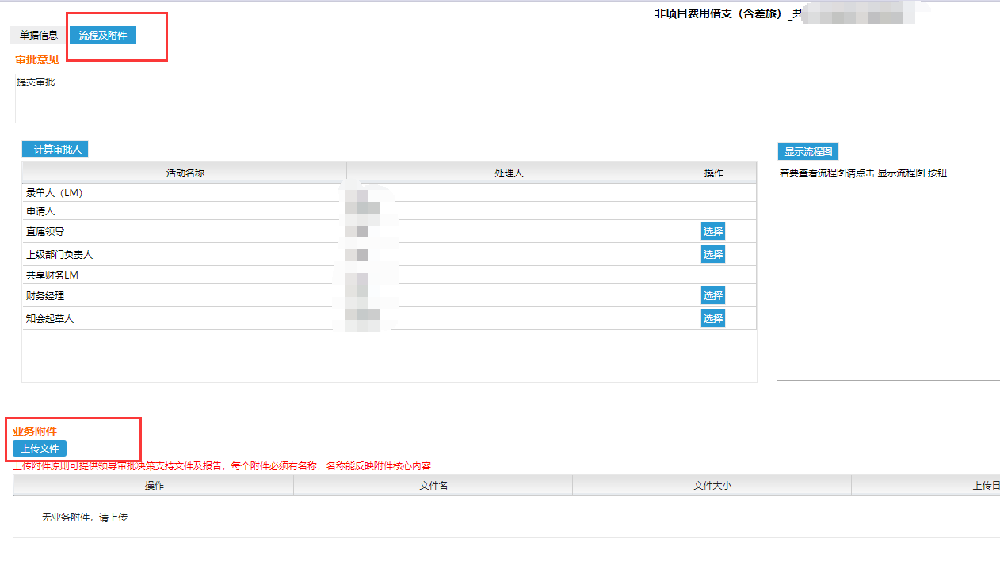 非项目费用借支（含差旅）_共
单据信息 流程及附件
审批意见
提交审批
计算审批人
显示流程图
活动名称 处理人 操作
若要查看流程图请点击 显示流程图 按钮
录单人（LM）
申请人
直属领导 选择
上级部门负责人 选择
共享财务LM
财务经理 选择
知会起草人 选择
业务附件
上传文件
上传附件原则可提供领导审批决策支持文件及报告，每个附件必须有名称，名称能反映附件核心内容
操作 文件名 文件大小 上传日
无业务附件，请上传